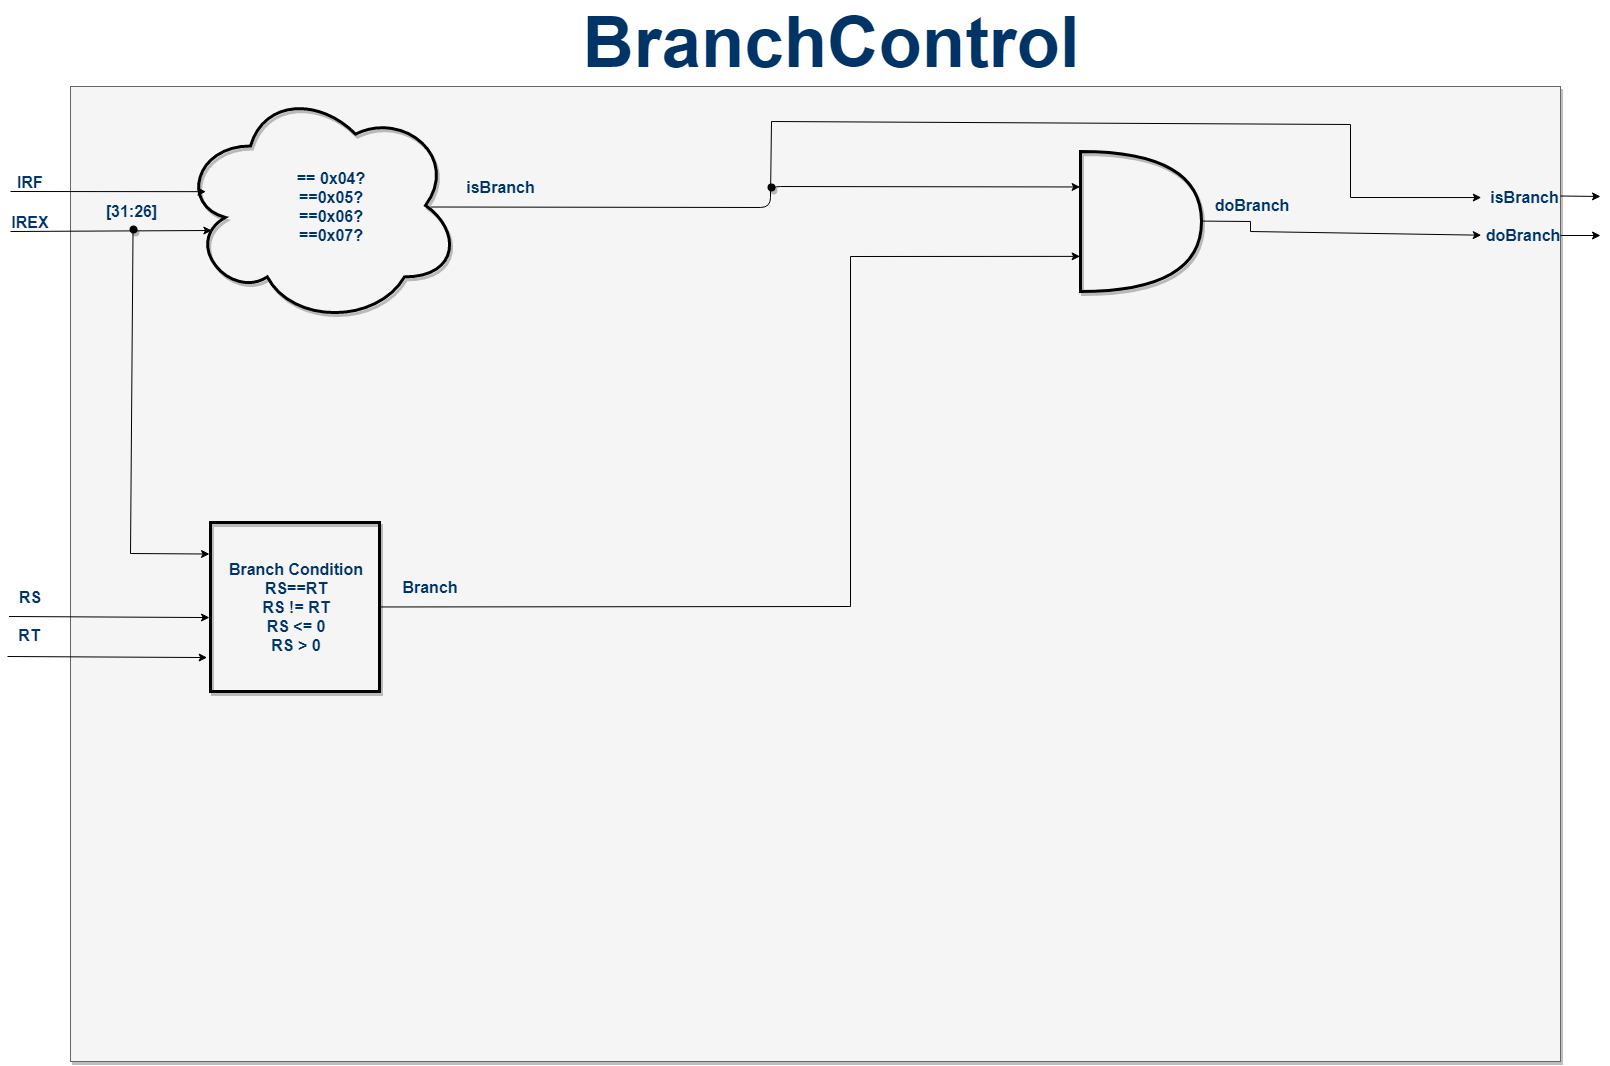 BranchControl
IRF
IREX
[31:26]
== 0x04?
==0x05?
==0x06?
==0x07?
isBranch
doBranch
isBranch
doBranch
RS
RT
Branch Condition
RS==RT
RS != RT
RS <= 0
RS > 0
Branch